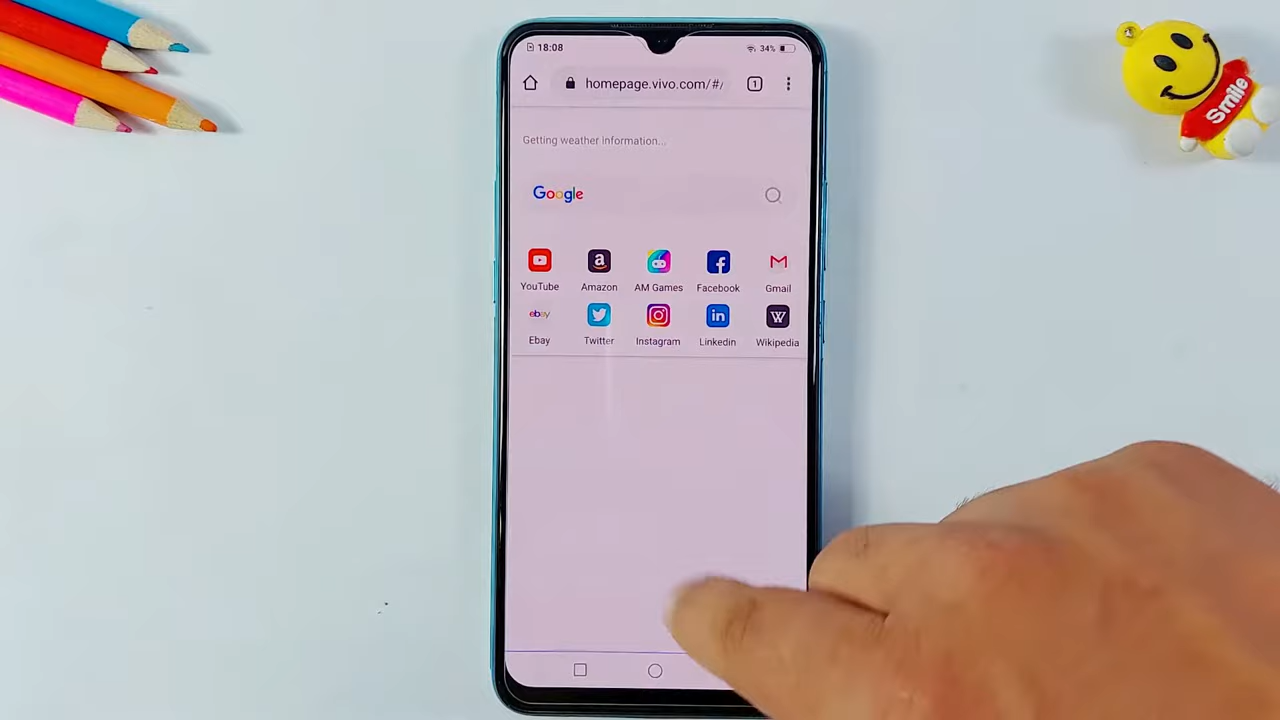 18:08
34%
homepage.vivo.com/#/
1
Getting weather information...
Google
YouTube
a
Amazon
AM Games
Facebook
Gmail
ebay
in
W
Ebay
Twitter
Instagram
Linkedin
Wikipedia
Smile